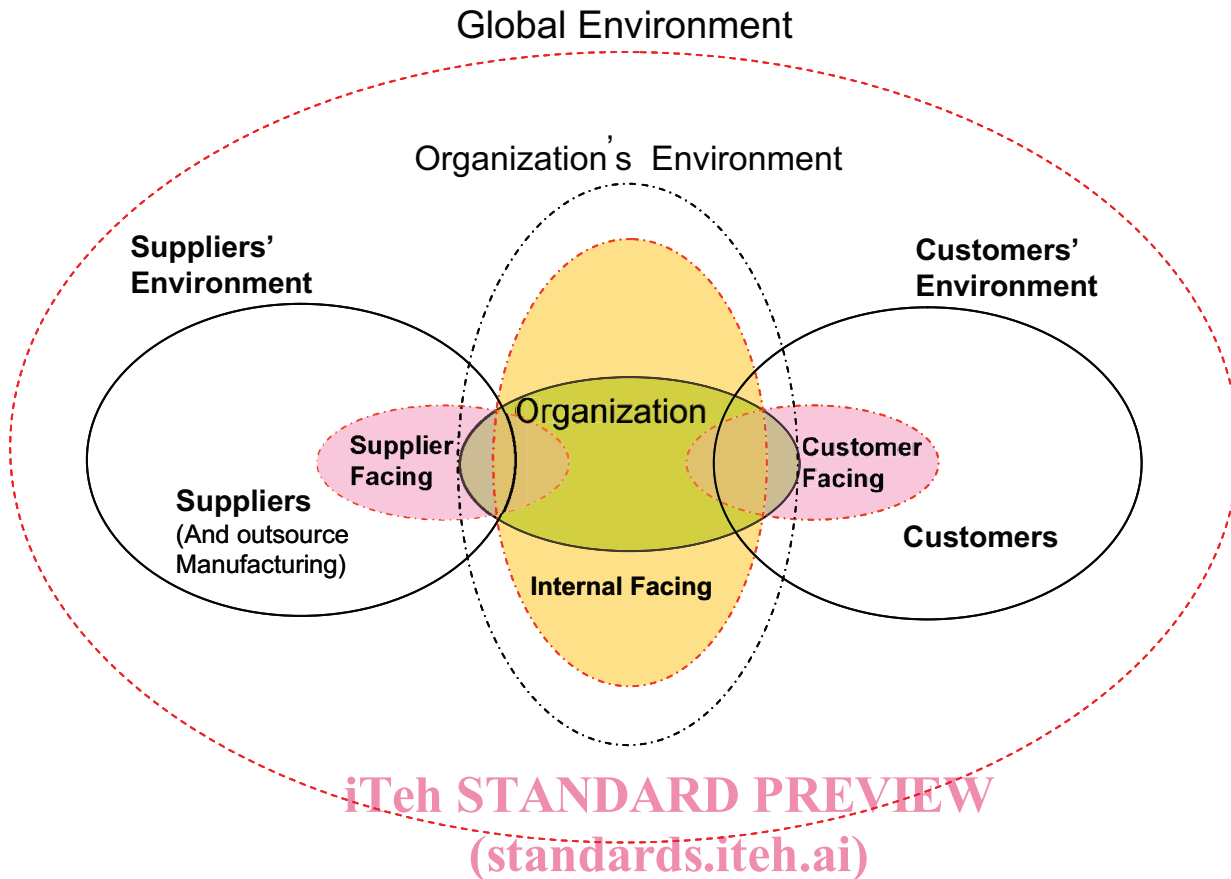 Global Environment
Organization's Environment
Suppliers’
Environment
Customers’
Environment
Organization
Supplier
Facing
Customer
Facing
Suppliers
(And outsource
Manufacturing)
Customers
Internal Facing
iTeh STANDARD PREVIEW
(standards.iteh.ai)